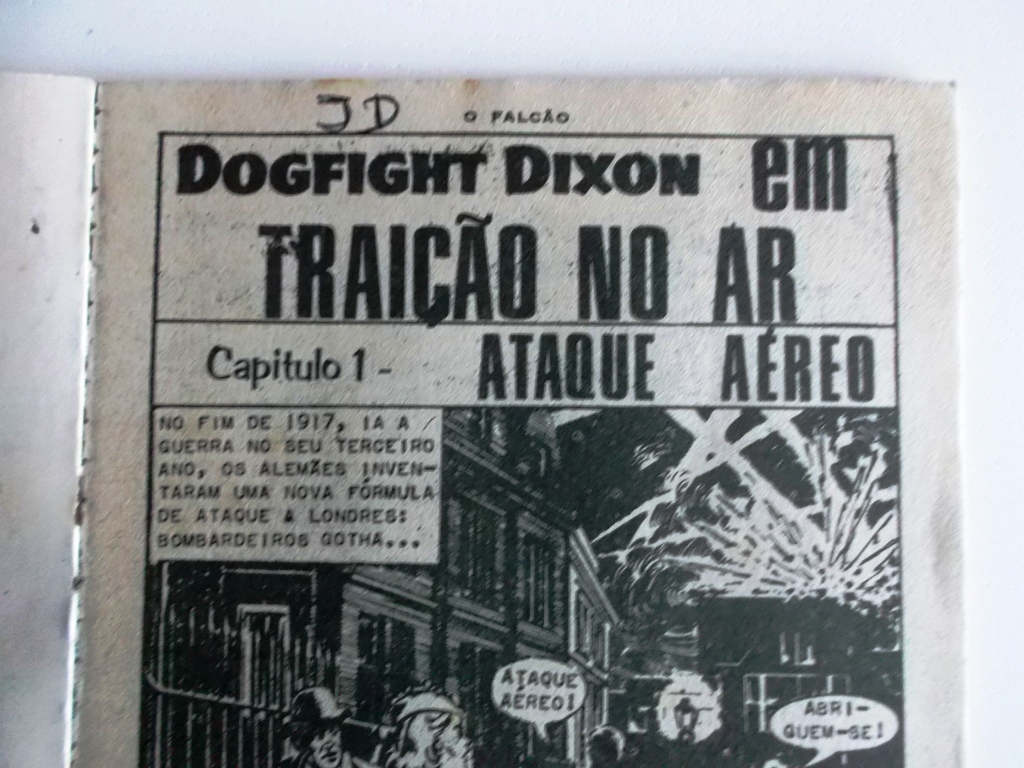 JD
O FALCÃO
DOGFIGHT DIXON em
TRAIÇÃO NO AR
Capitulo 1 - ATAQUE AÉREO
NO FIM DE 1917, IA A
GUERRA NO SEU TERCEIRO
ANO, OS ALEMÃES INVEN-
TARAM UMA NOVA FÓRMULA
DE ATAQUE A LONDRES:
BOMBARDEIROS GOTHA...
ATAQUE
AÉREO!
ABRI-
GUEM-SE!